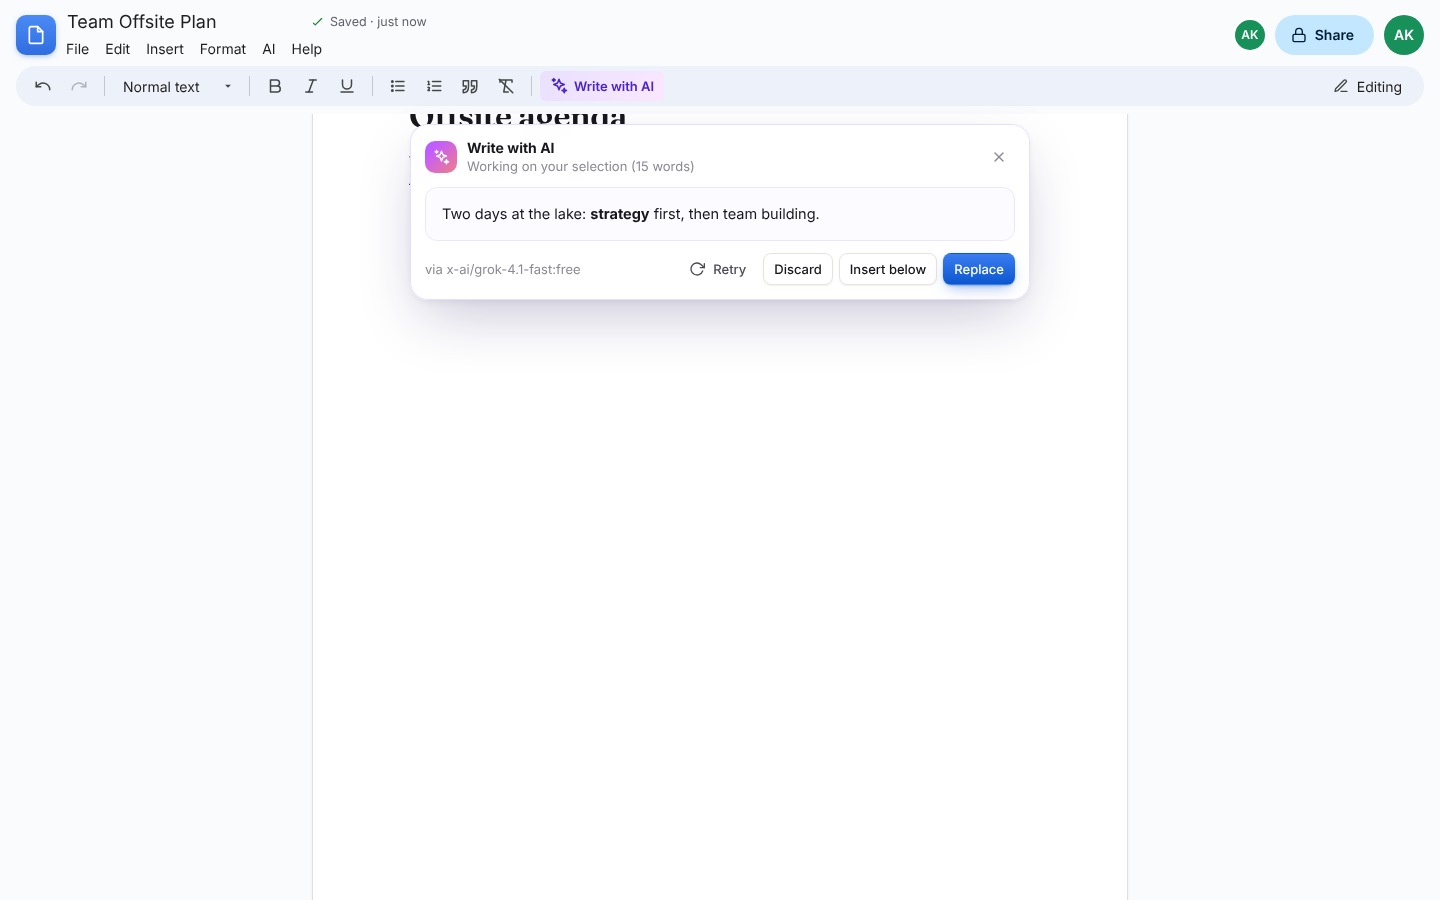 Team Offsite Plan
Saved · just now
File Edit Insert Format AI Help
AK
Share
AK
Normal text
Write with AI
Editing
Offsite agenda
Write with AI
Working on your selection (15 words)
Two days at the lake: strategy first, then team building.
via x-ai/grok-4.1-fast:free
Retry
Discard
Insert below
Replace